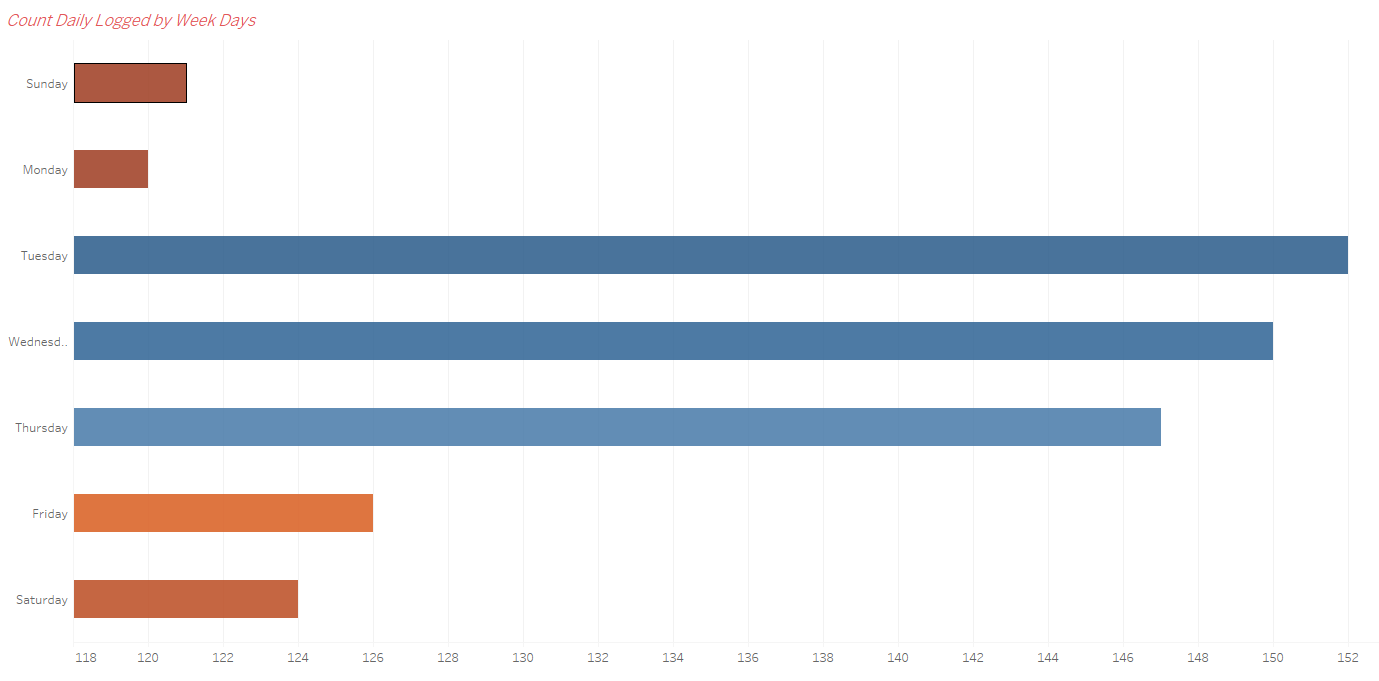 Count Daily Logged by Week Days
Sunday
Monday
Tuesday
Wednesd..
Thursday
Friday
Saturday
118 120 122 124 126 128 130 132 134 136 138 140 142 144 146 148 150 152